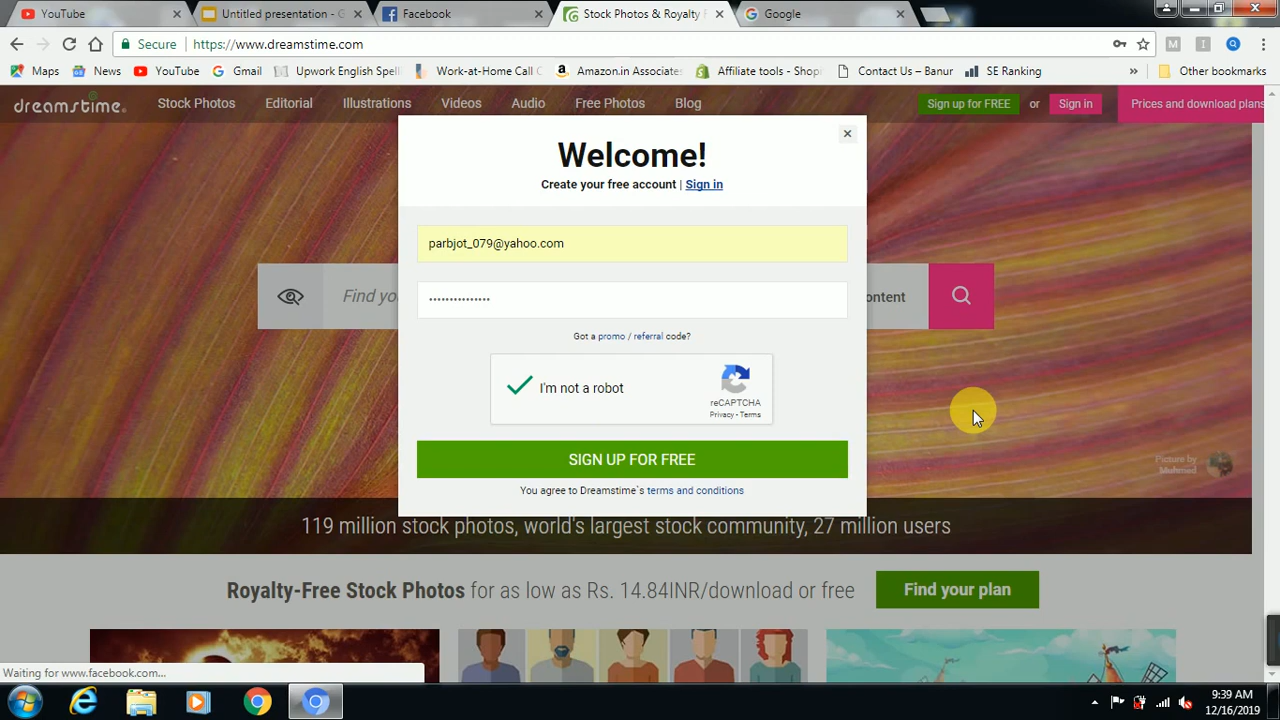 YouTube
Untitled presentation - G
Facebook
Stock Photos & Royalty F
Google
Secure https://www.dreamstime.com
Maps
News
YouTube
Gmail
Upwork English Spell
Work-at-Home Call C
Amazon.in Associates
Affiliate tools - Shop
Contact Us – Banur
SE Ranking
Other bookmarks
dreamstime
Stock Photos
Editorial
Illustrations
Videos
Audio
Free Photos
Blog
Sign up for FREE or Sign in
Prices and download plans
Welcome!
Create your free account | Sign in
parbjot_079@yahoo.com
Find yo
ontent
Got a promo / referral code?
I'm not a robot
reCAPTCHA
Privacy - Terms
SIGN UP FOR FREE
You agree to Dreamstime`s terms and conditions
Picture by
Muhmed
119 million stock photos, world's largest stock community, 27 million users
Royalty-Free Stock Photos for as low as Rs. 14.84INR/download or free
Find your plan
Waiting for www.facebook.com...
9:39 AM
12/16/2019